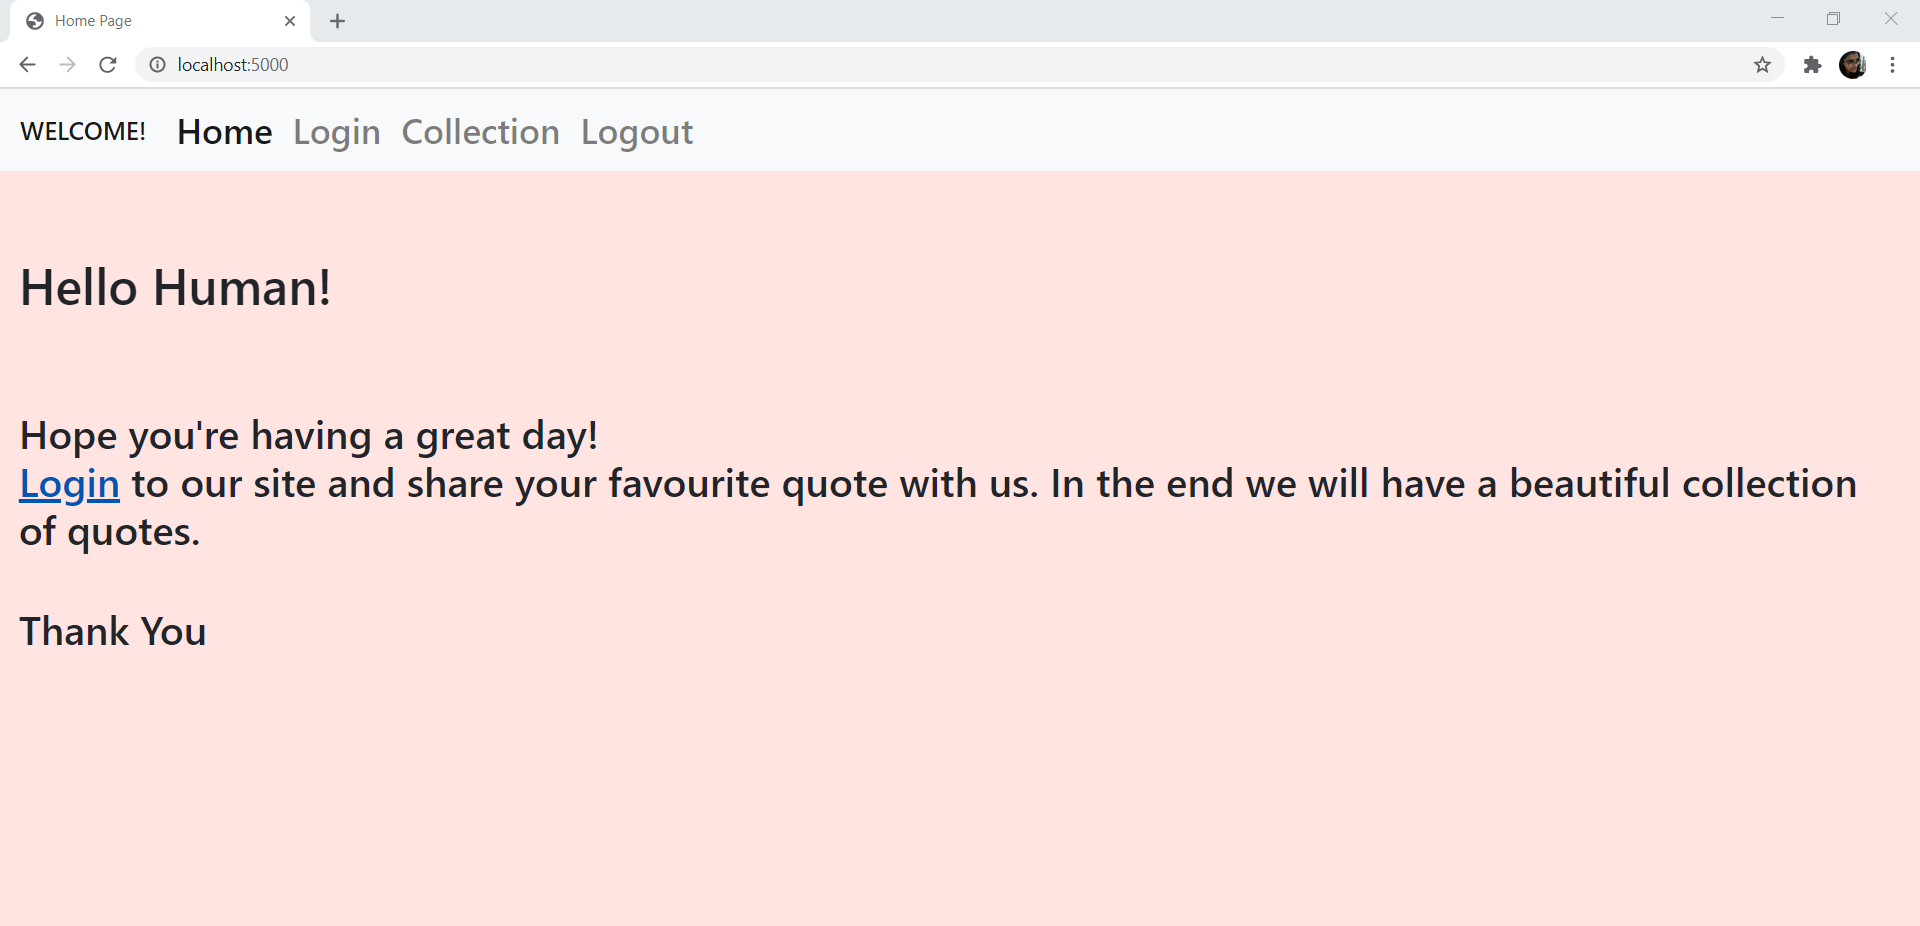 Home Page
localhost:5000
WELCOME! Home Login Collection Logout
Hello Human!
Hope you're having a great day!
Login to our site and share your favourite quote with us. In the end we will have a beautiful collection
of quotes.
Thank You